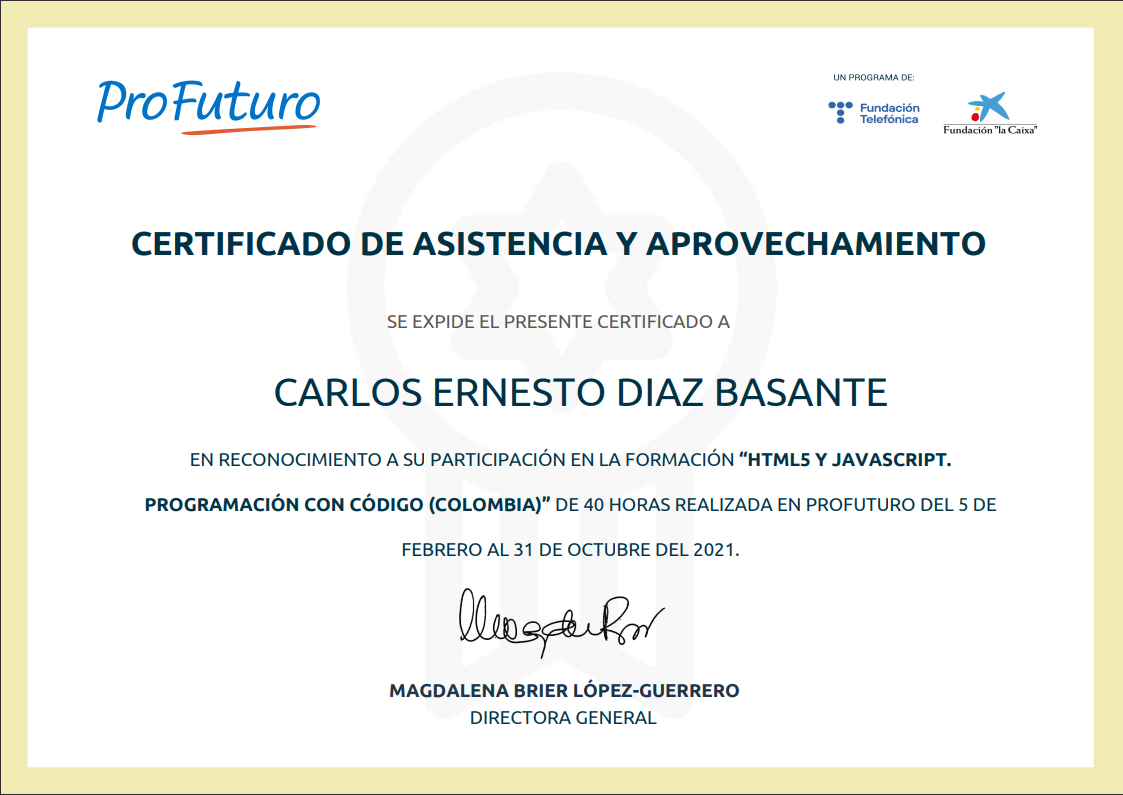 ProFuturo
UN PROGRAMA DE:
Fundación
Telefónica
Fundación "la Caixa"
CERTIFICADO DE ASISTENCIA Y APROVECHAMIENTO
SE EXPIDE EL PRESENTE CERTIFICADO A
CARLOS ERNESTO DIAZ BASANTE
EN RECONOCIMIENTO A SU PARTICIPACIÓN EN LA FORMACIÓN “HTML5 Y JAVASCRIPT.
PROGRAMACIÓN CON CÓDIGO (COLOMBIA)” DE 40 HORAS REALIZADA EN PROFUTURO DEL 5 DE
FEBRERO AL 31 DE OCTUBRE DEL 2021.
MAGDALENA BRIER LÓPEZ-GUERRERO
DIRECTORA GENERAL